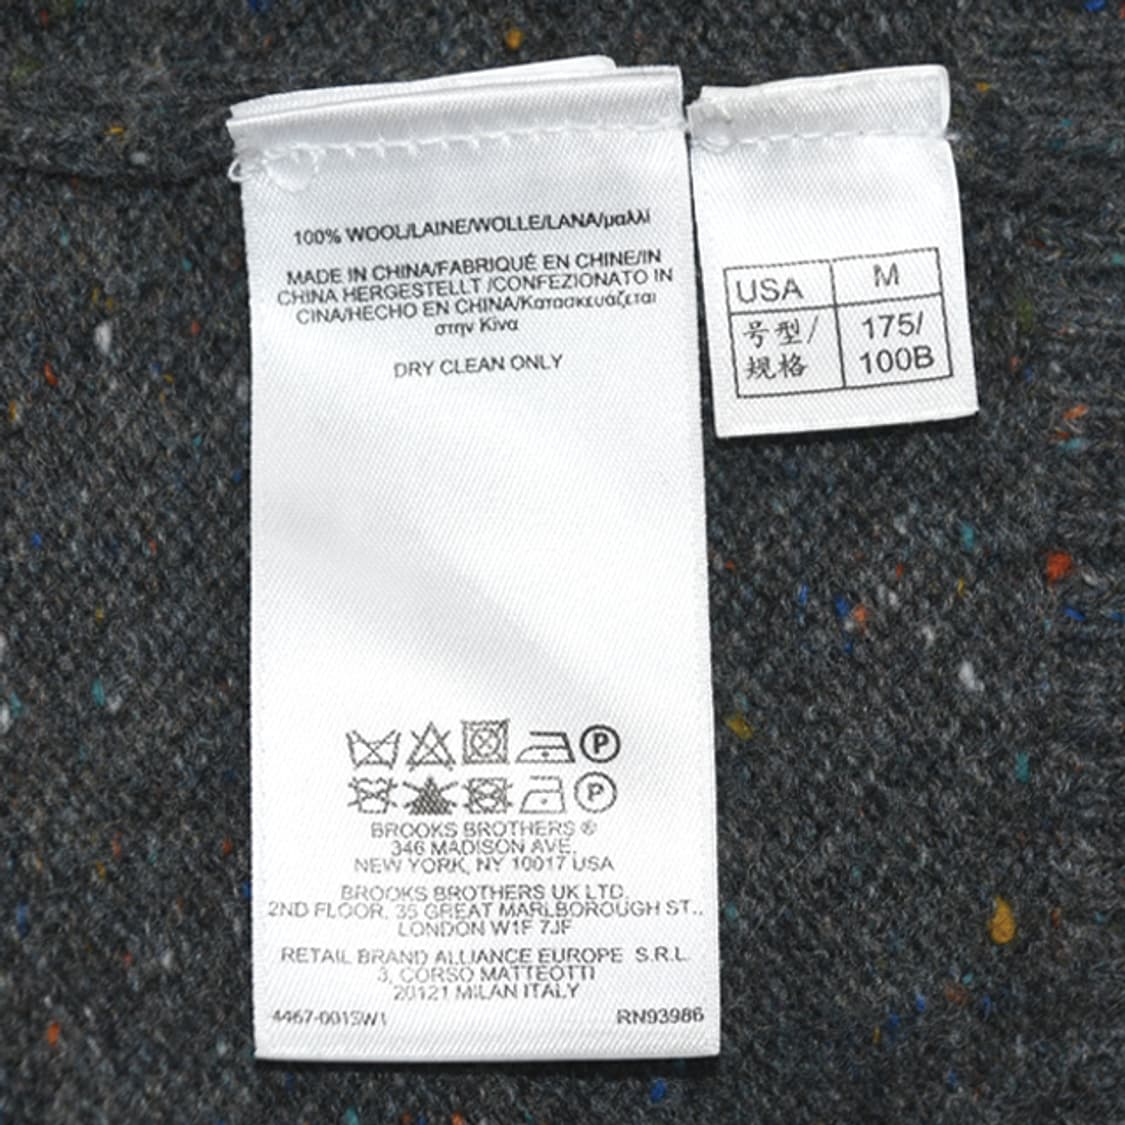 100% WOOL/LAINE/WOLLE/LANA/μαλλί
MADE IN CHINA/FABRIQUÉ EN CHINE/IN
CHINA HERGESTELLT /CONFEZIONATO IN
CINA/HECHO EN CHINA/Κατασκευάζεται
στην Κίνα
DRY CLEAN ONLY
P
P
BROOKS BROTHERS ®
346 MADISON AVE.
NEW YORK, NY 10017 USA
BROOKS BROTHERS UK LTD.
2ND FLOOR, 35 GREAT MARLBOROUGH ST.,
LONDON W1F 7JF
RETAIL BRAND ALLIANCE EUROPE S.R.L.
3, CORSO MATTEOTTI
20121 MILAN ITALY
4467-001SW1 RN93986
USA M
号型/ 175/
规格 100B